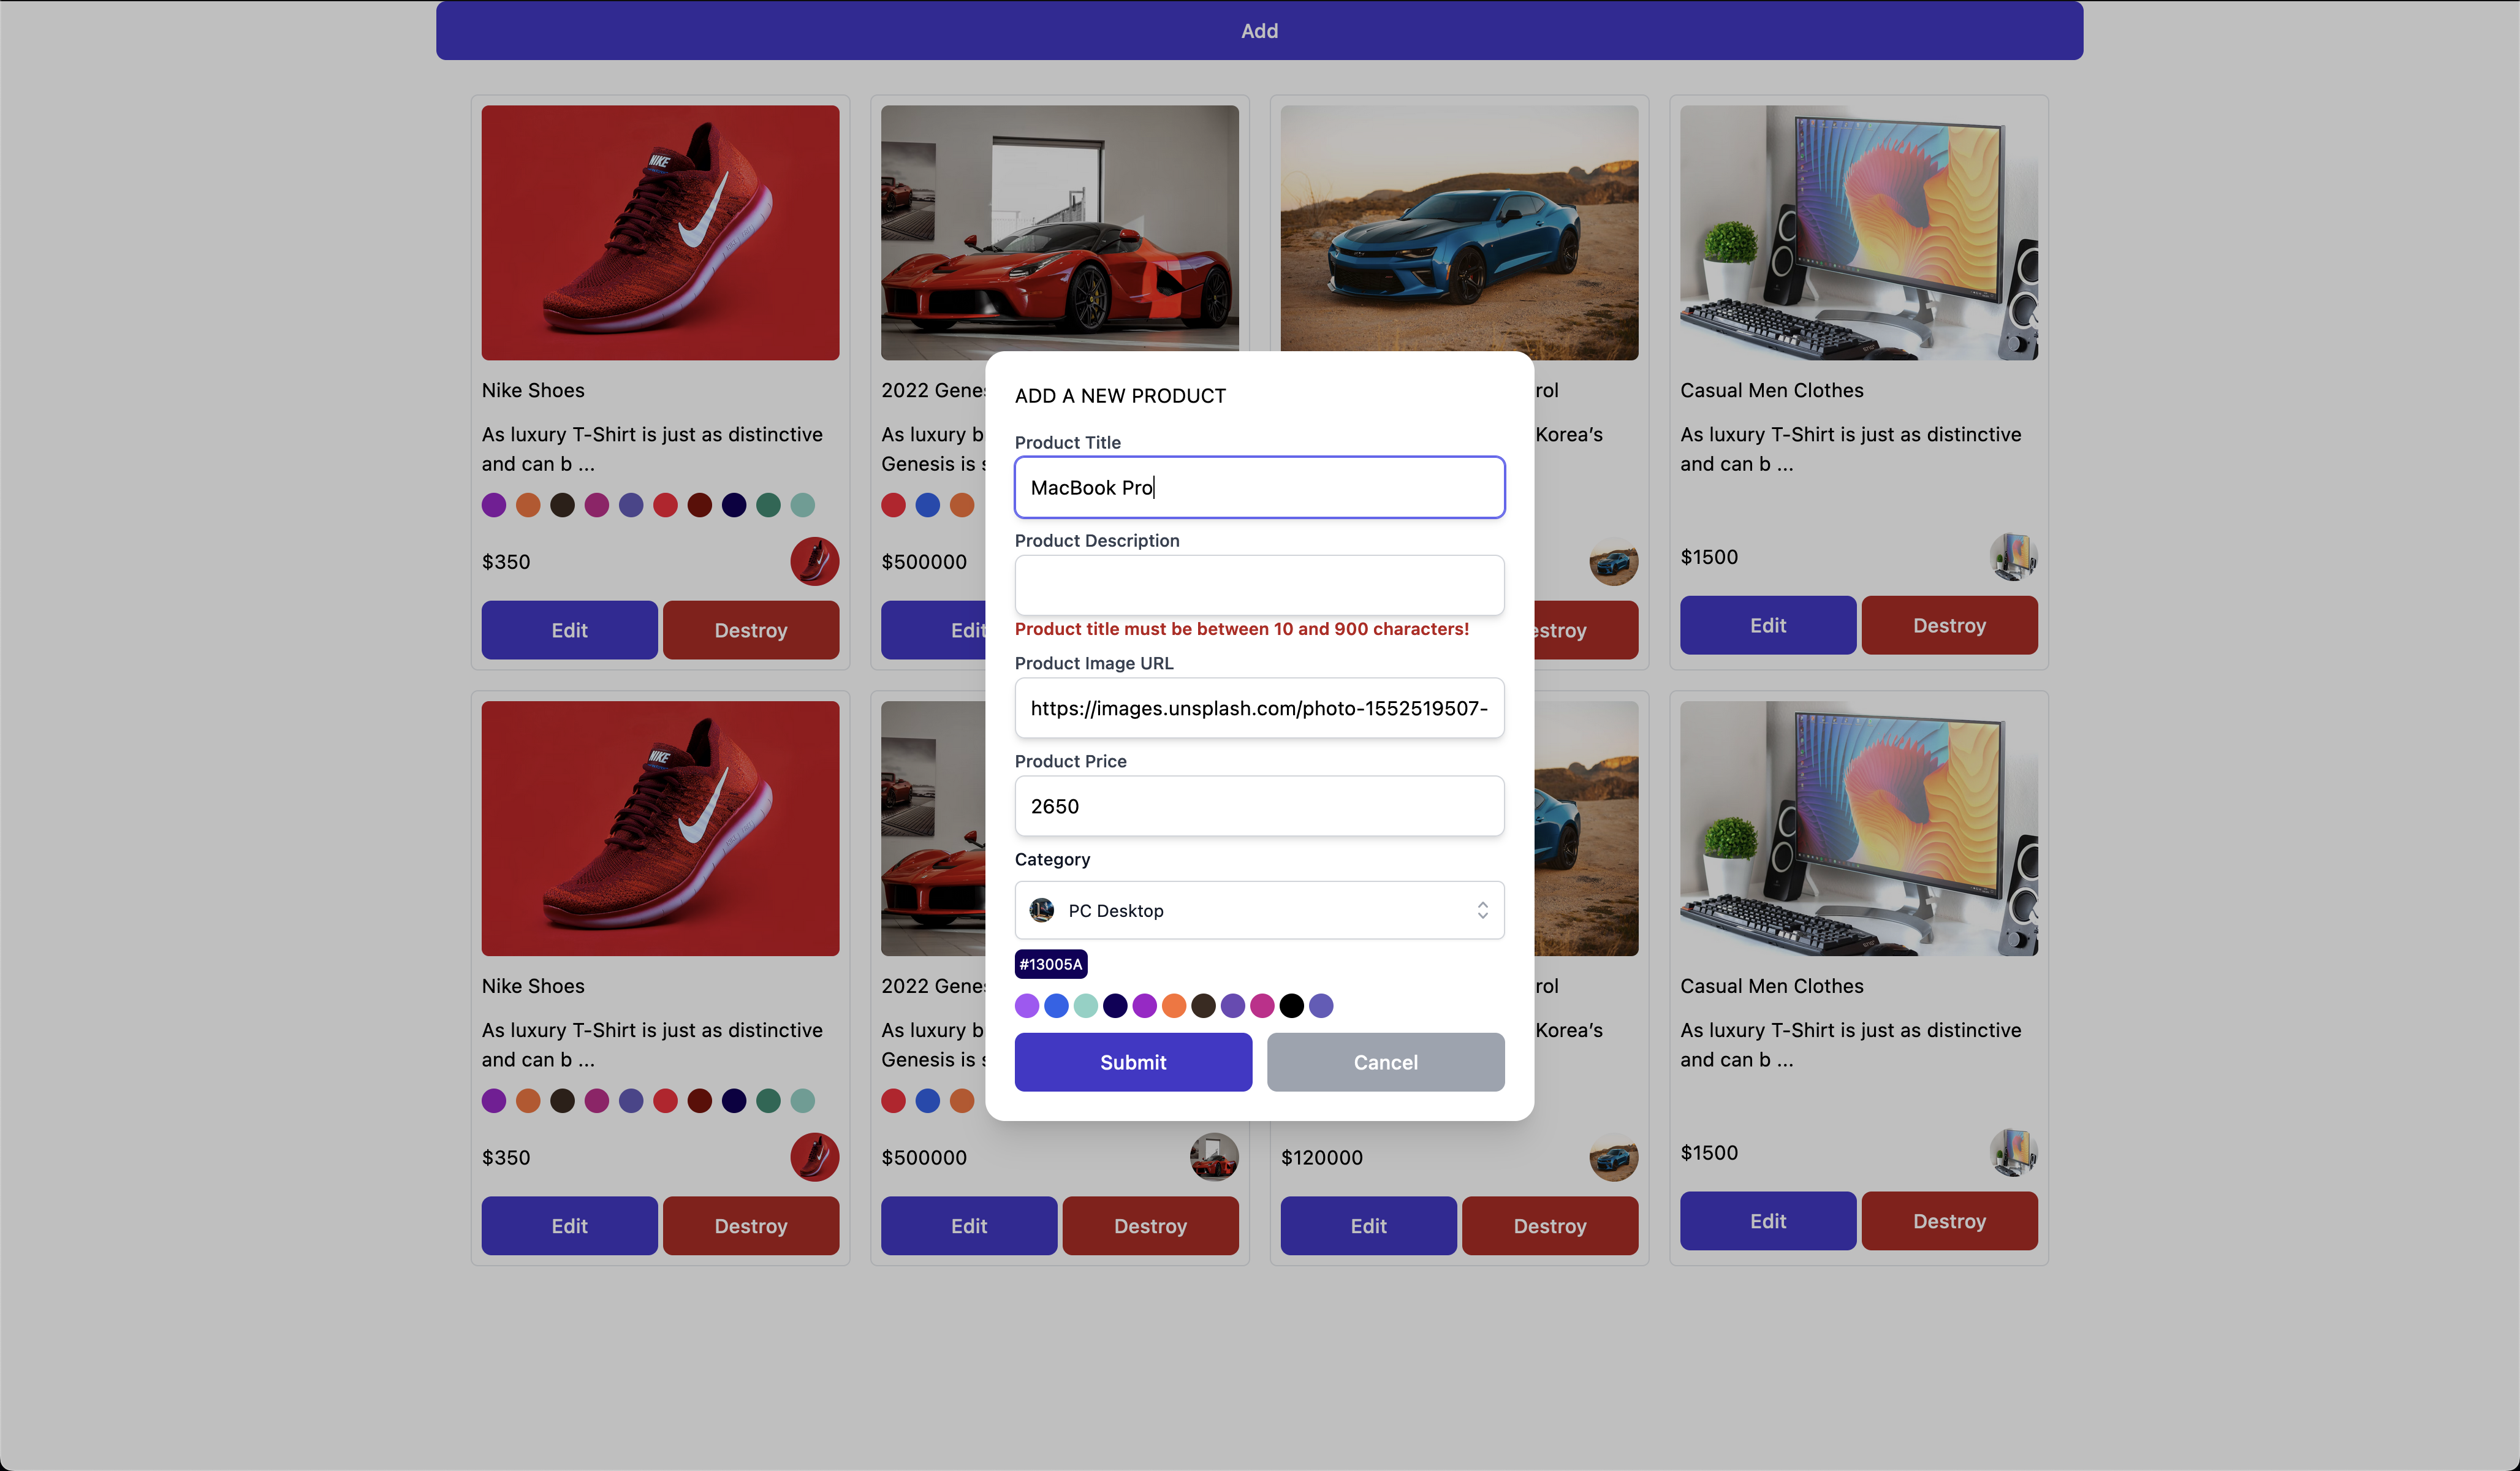 Add
NIKE
Nike Shoes
As luxury T-Shirt is just as distinctive
and can b ...
$350
Edit
Destroy
2022 Gene
As luxury b
Genesis is
$500000
Edit
rol
Korea’s
stroy
Casual Men Clothes
As luxury T-Shirt is just as distinctive
and can b ...
$1500
Edit
Destroy
ADD A NEW PRODUCT
Product Title
MacBook Pro
Product Description
Product title must be between 10 and 900 characters!
Product Image URL
https://images.unsplash.com/photo-1552519507-
Product Price
2650
Category
PC Desktop
#13005A
Submit
Cancel
NIKE
Nike Shoes
As luxury T-Shirt is just as distinctive
and can b ...
$350
Edit
Destroy
2022 Gene
As luxury b
Genesis is
$500000
Edit
Destroy
rol
Korea’s
$120000
Edit
Destroy
Casual Men Clothes
As luxury T-Shirt is just as distinctive
and can b ...
$1500
Edit
Destroy